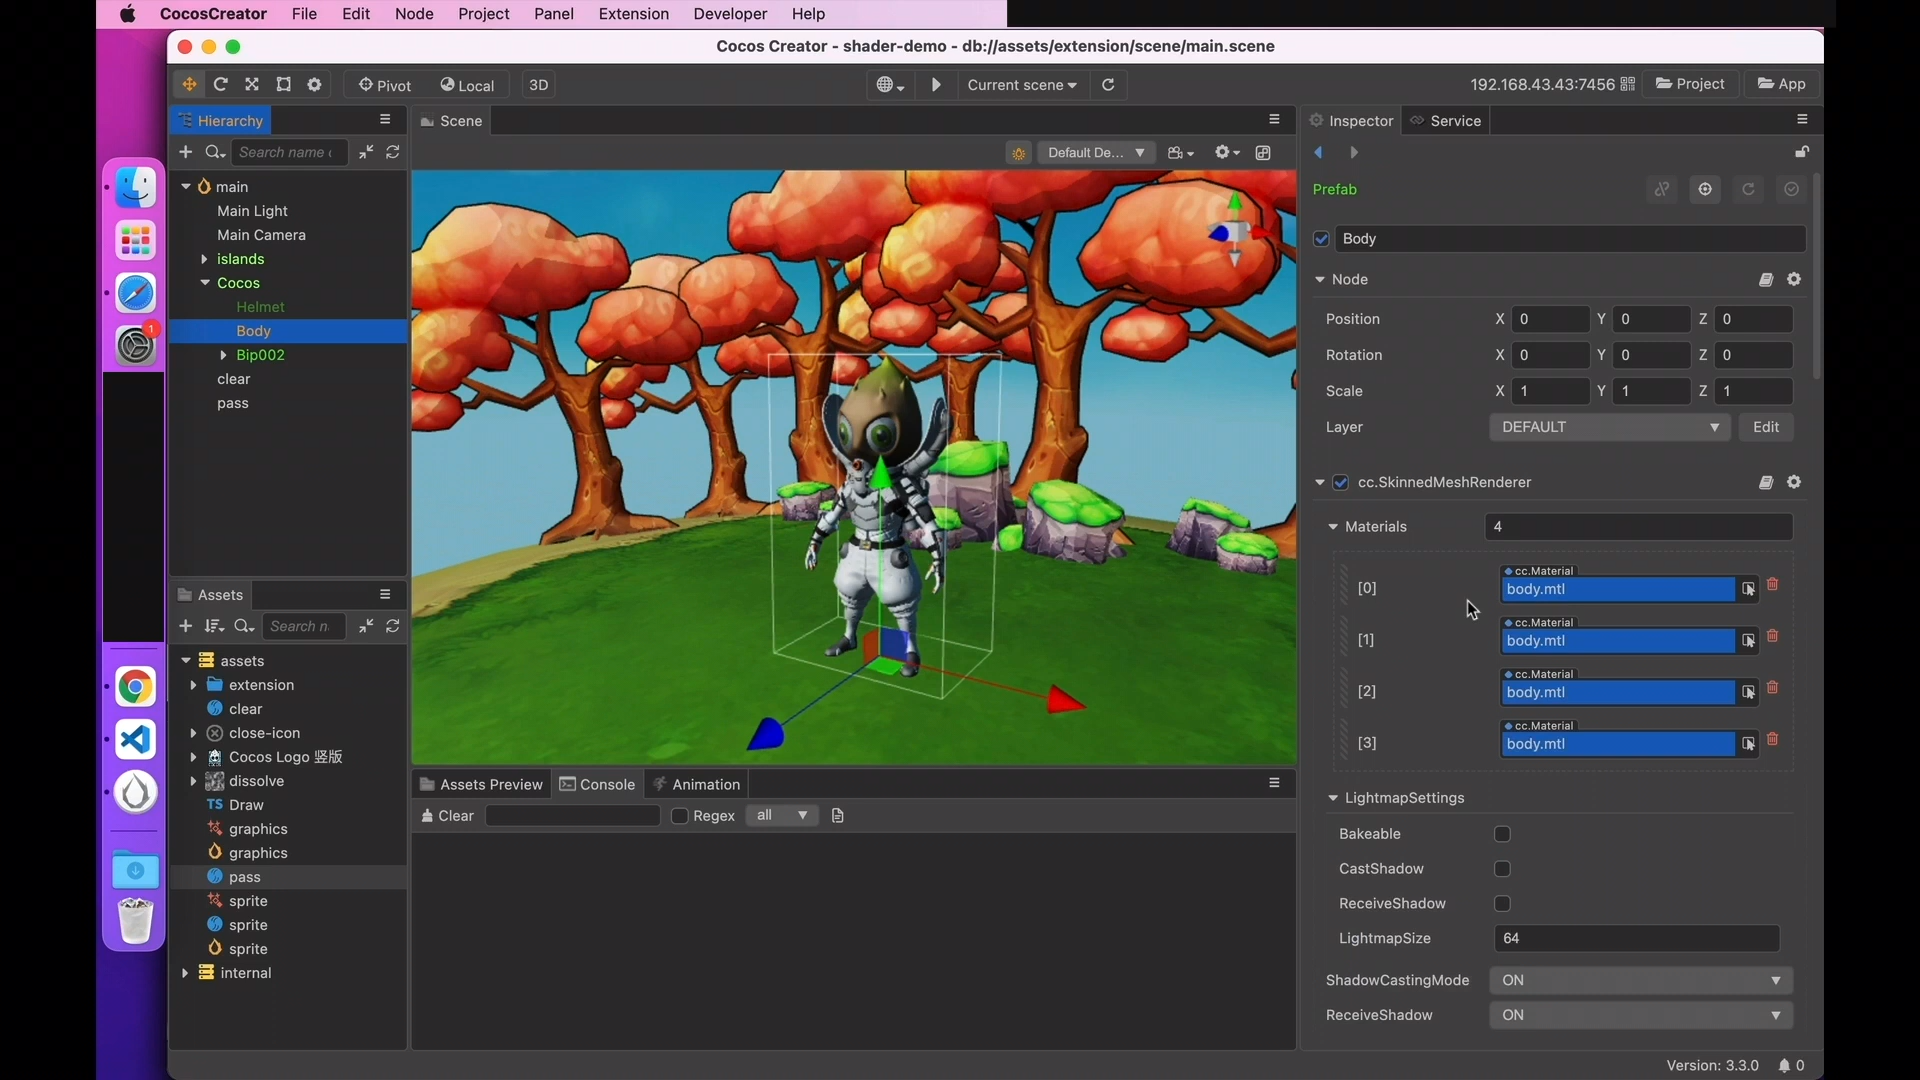 CocosCreator File Edit Node Project Panel Extension Developer Help
Cocos Creator - shader-demo - db://assets/extension/scene/main.scene
Pivot Local 3D Current scene 192.168.43.43:7456 Project App
Hierarchy
Search name
main
Main Light
Main Camera
islands
Cocos
Helmet
Body
Bip002
clear
pass
Assets
Search n
assets
extension
clear
close-icon
Cocos Logo 竖版
dissolve
TS Draw
graphics
graphics
pass
sprite
sprite
sprite
internal
Scene
Default De...
Assets Preview Console Animation
Clear Regex all
Inspector Service
Prefab
Body
Node
Position X 0 Y 0 Z 0
Rotation X 0 Y 0 Z 0
Scale X 1 Y 1 Z 1
Layer DEFAULT Edit
cc.SkinnedMeshRenderer
Materials 4
cc.Material
[0] body.mtl
cc.Material
[1] body.mtl
cc.Material
[2] body.mtl
cc.Material
[3] body.mtl
LightmapSettings
Bakeable
CastShadow
ReceiveShadow
LightmapSize 64
ShadowCastingMode ON
ReceiveShadow ON
Version: 3.3.0 0
1